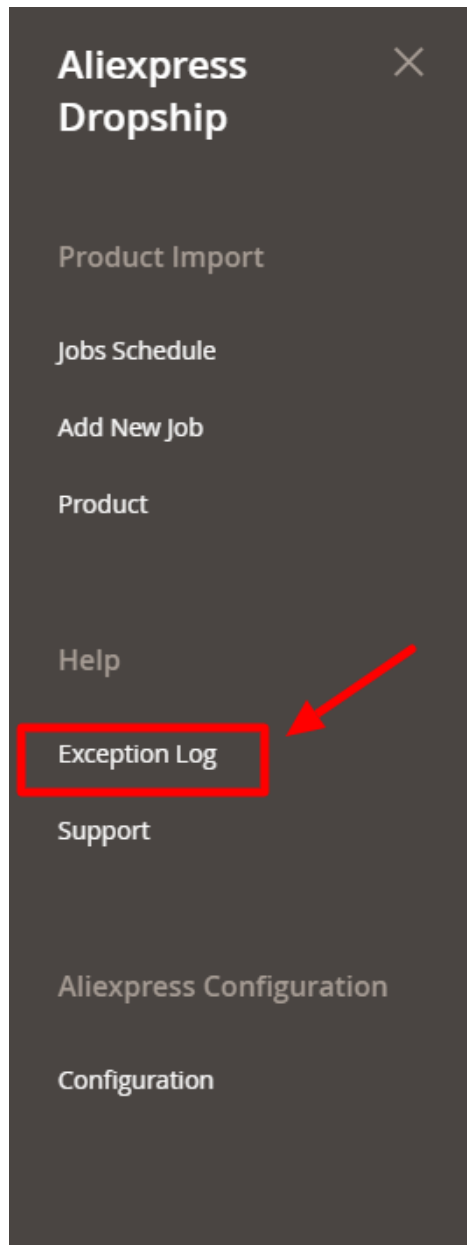 Aliexpress
Dropship
Product Import
Jobs Schedule
Add New Job
Product
Help
Exception Log
Support
Aliexpress Configuration
Configuration